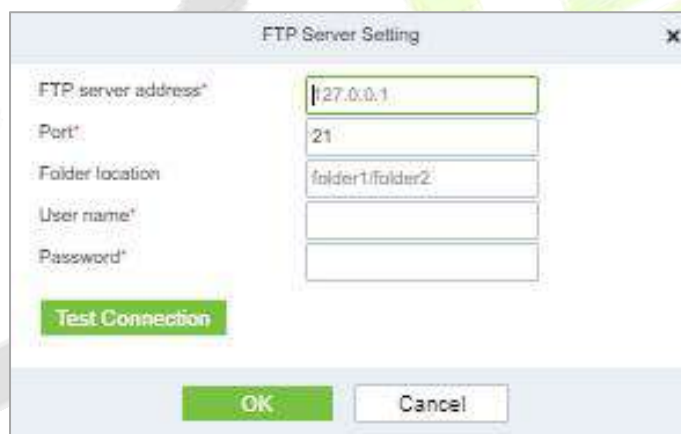 FTP Server Setting
FTP server address* 127.0.0.1
Port* 21
Folder location folder1/folder2
User name*
Password*
Test Connection
OK Cancel